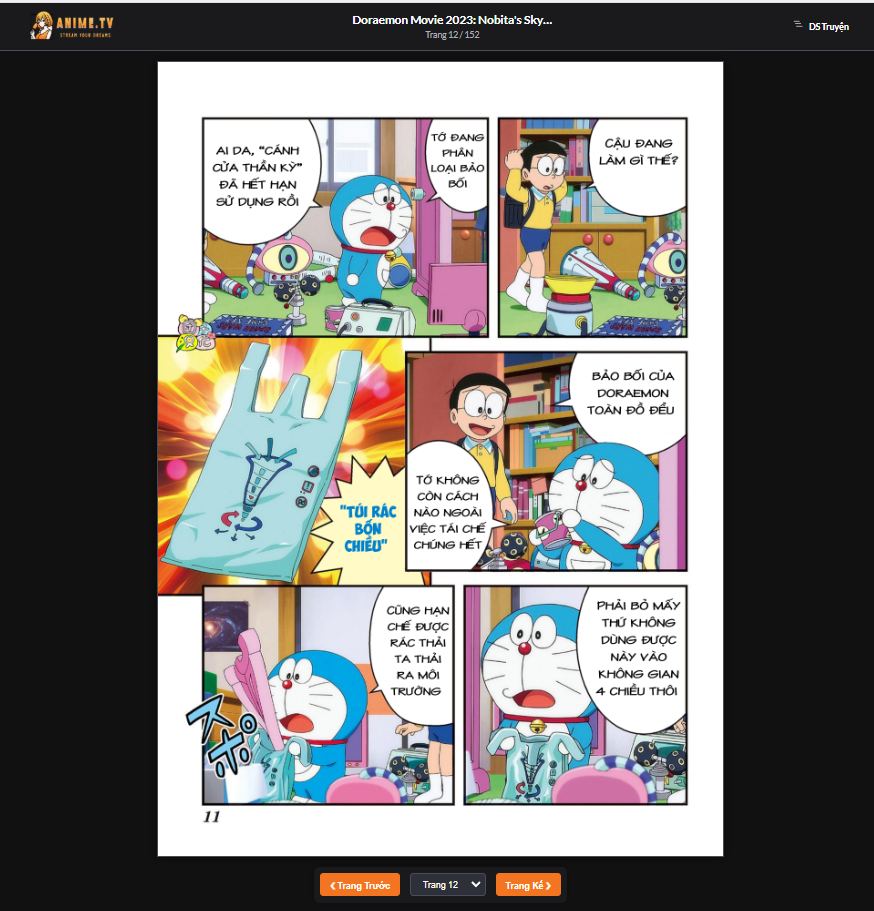 ANIME.TV
STREAM YOUR DREAMS
Doraemon Movie 2023: Nobita's Sky...
Trang 12 / 152
DS Truyện
CẬU ĐANG
LÀM GÌ THẾ?
TỚ ĐANG
PHÂN
LOẠI BẢO
BỐI
AI DA, "CÁNH
CỬA THẦN KỲ"
ĐÃ HẾT HẠN
SỬ DỤNG RỒI
BẢO BỐI CỦA
DORAEMON
TOÀN ĐỒ ĐỂU
TỚ KHÔNG
CÒN CÁCH
NÀO NGOÀI
VIỆC TÁI CHẾ
CHÚNG HẾT
"TÚI RÁC
BỐN
CHIỀU"
PHẢI BỎ MẤY
THỨ KHÔNG
DÙNG ĐƯỢC
NÀY VÀO
KHÔNG GIAN
4 CHIỀU THÔI
CŨNG HẠN
CHẾ ĐƯỢC
RÁC THẢI
TA THẢI
RA MÔI
TRƯỜNG
スポ
11
❮ Trang Trước
Trang 12
Trang Kế ❯